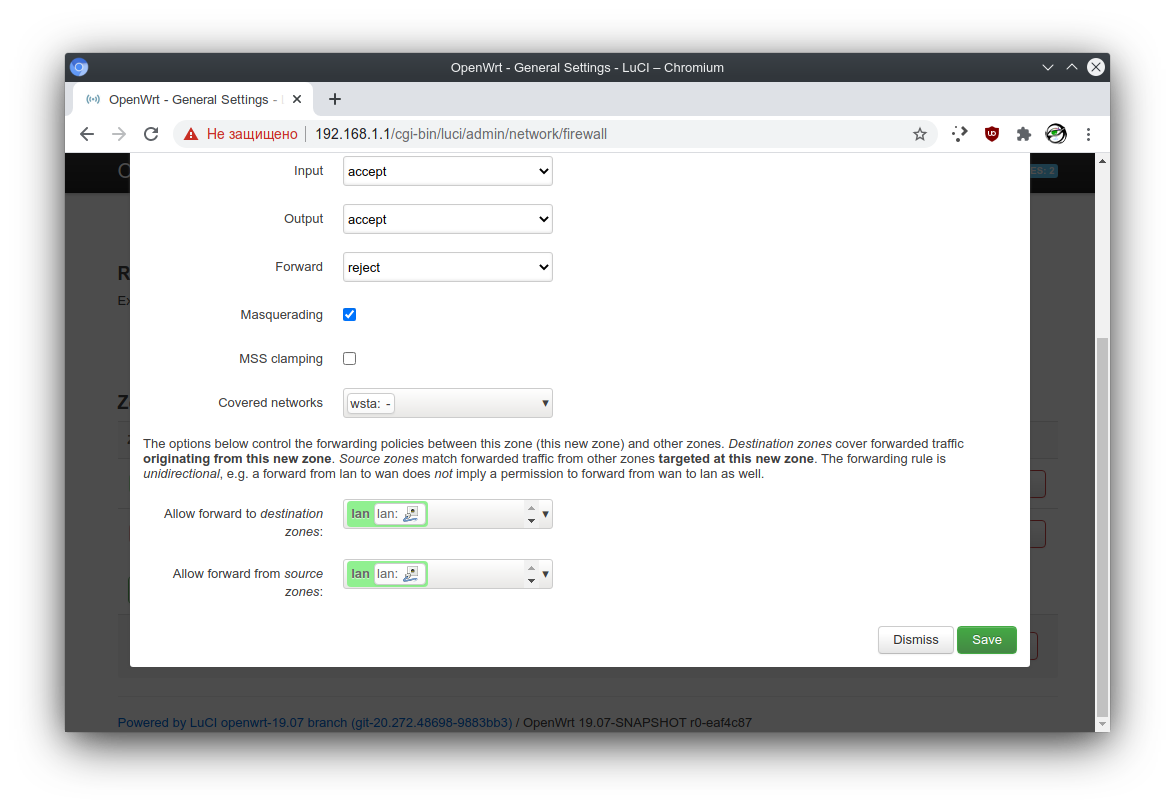 OpenWrt - General Settings - LuCI – Chromium
OpenWrt - General Settings -
Не защищено 192.168.1.1/cgi-bin/luci/admin/network/firewall
Input accept
Output accept
Forward reject
Masquerading
MSS clamping
Covered networks wsta: -
The options below control the forwarding policies between this zone (this new zone) and other zones. Destination zones cover forwarded traffic
originating from this new zone. Source zones match forwarded traffic from other zones targeted at this new zone. The forwarding rule is
unidirectional, e.g. a forward from lan to wan does not imply a permission to forward from wan to lan as well.
Allow forward to destination lan lan:
zones:
Allow forward from source lan lan:
zones:
Dismiss Save
Powered by LuCI openwrt-19.07 branch (git-20.272.48698-9883bb3) / OpenWrt 19.07-SNAPSHOT r0-eaf4c87